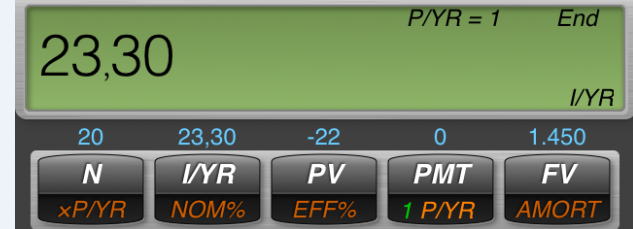 P/YR = 1 End
23,30
I/YR
20 23,30 -22 0 1.450
N I/YR PV PMT FV
×P/YR NOM% EFF% 1 P/YR AMORT